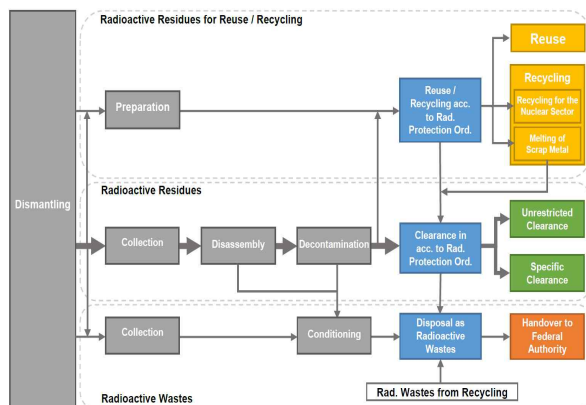 Radioactive Residues for Reuse / Recycling
Dismantling
Preparation
Reuse /
Recycling acc.
to Rad.
Protection Ord.
Reuse
Recycling
Recycling for the
Nuclear Sector
Melting of
Scrap Metal
Radioactive Residues
Collection
Disassembly
Decontamination
Clearance in
acc. to Rad.
Protection Ord.
Unrestricted
Clearance
Specific
Clearance
Collection
Conditioning
Disposal as
Radioactive
Wastes
Handover to
Federal
Authority
Rad. Wastes from Recycling
Radioactive Wastes